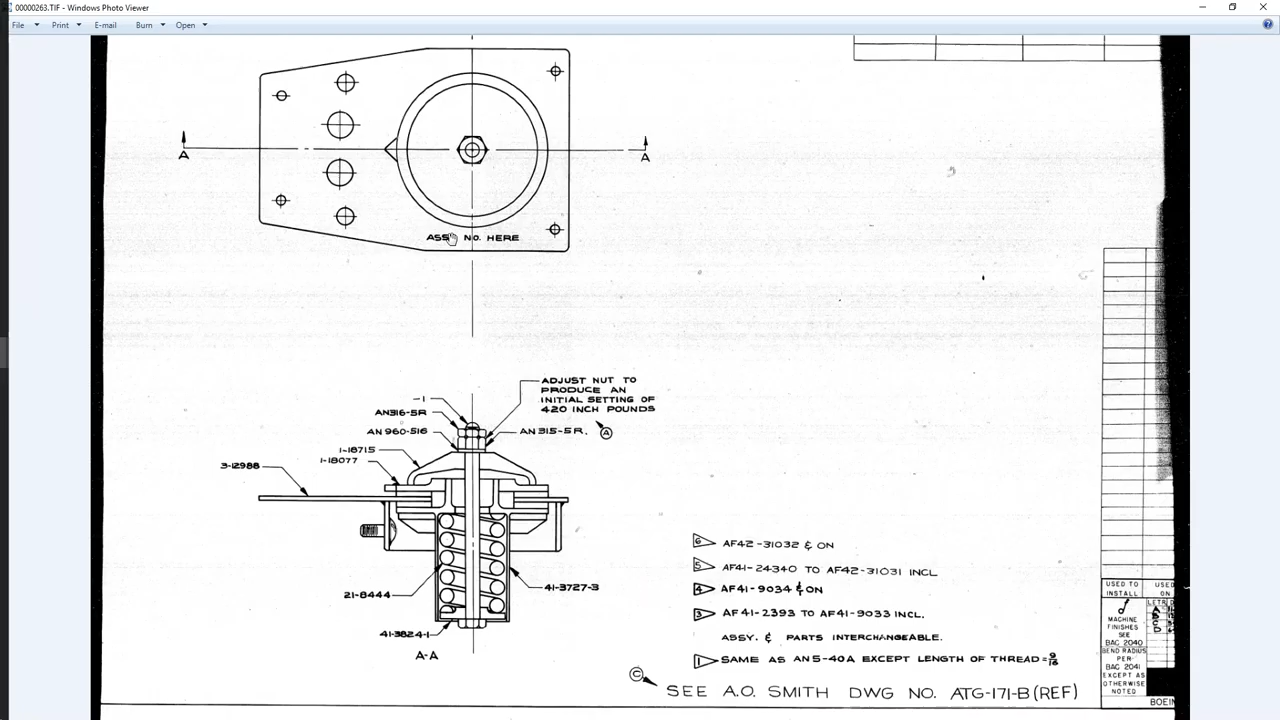 00000263.TIF - Windows Photo Viewer
File Print E-mail Burn Open
A
A
NO. HERE
ADJUST NUT TO
PRODUCE AN
INITIAL SETTING OF
420 INCH POUNDS
A
-1
AN316-5R
AN 960-516
AN 315-5R.
1-18715
1-18077
3-12988
21-8444
41-3727-3
41-3824-1
A-A
6 AF42-31032 & ON
5 AF41-24340 TO AF42-31031 INCL
4 AF41-9034 & ON
3 AF41-2393 TO AF41-9033 INCL.
ASSY. & PARTS INTERCHANGEABLE.
1 SAME AS AN5-40A EXCEPT LENGTH OF THREAD = 9/16
C
SEE A.O. SMITH DWG NO. ATG-171-B (REF)
USED TO
INSTALL
USED
ON
LETR
A
B
C
D
MACHINE
FINISHES
SEE
BAC 2040
BEND RADIUS
PER
BAC 2041
EXCEPT AS
OTHERWISE
NOTED